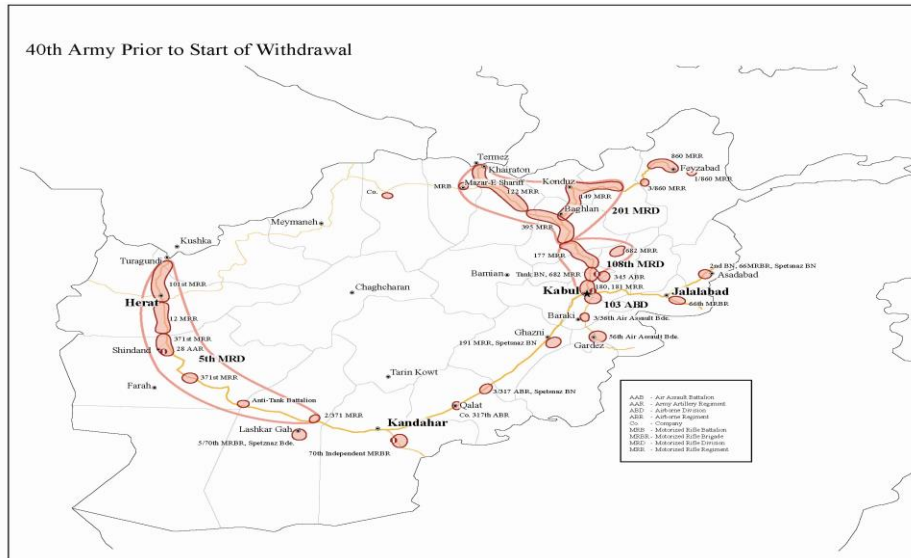 40th Army Prior to Start of Withdrawal
Termez
Khairaton
MRB
Mazar-E Shariff
122 MRR
Konduz
149 MRR
860 MRR
Feyzabad
1/860 MRR
3/860 MRR
Co.
Baghlan
201 MRD
395 MRR
Meymaneh
Kushka
Turagundi
101st MRR
Herat
12 MRR
371st MRR
28 AAR
Shindand
5th MRD
371st MRR
Farah
Anti-Tank Battalion
2/371 MRR
Lashkar Gah
5/70th MRBR, Spetsnaz Bde.
Chaghcharan
Tarin Kowt
Kandahar
70th Independent MRBR
Qalat
Co. 317th ABR
3/317 ABR, Spetsnaz BN
Ghazni
191 MRR, Spetsnaz BN
177 MRR
682 MRR
108th MRD
Bamian
Tank BN, 682 MRR
345 ABR
180, 181 MRR
Kabul
103 ABD
Baraki
3/56th Air Assault Bde.
56th Air Assault Bde.
Gardez
2nd BN, 66MRBR, Spetsnaz BN
Asadabad
Jalalabad
66th MRBR
AAB - Air Assault Battalion
AAR - Army Artillery Regiment
ABD - Airborne Division
ABR - Airborne Regiment
Co - Company
MRB - Motorized Rifle Battalion
MRBR - Motorized Rifle Brigade
MRD - Motorized Rifle Division
MRR - Motorized Rifle Regiment